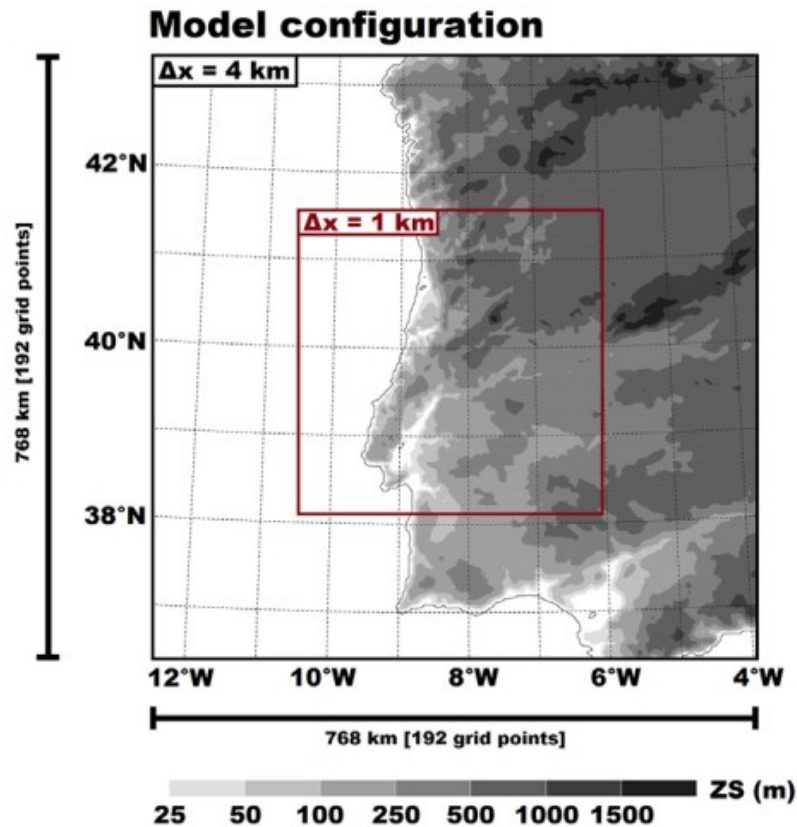 Model configuration
Δx = 4 km
42°N
Δx = 1 km
40°N
38°N
768 km [192 grid points]
12°W 10°W 8°W 6°W 4°W
768 km [192 grid points]
ZS (m)
25 50 100 250 500 1000 1500